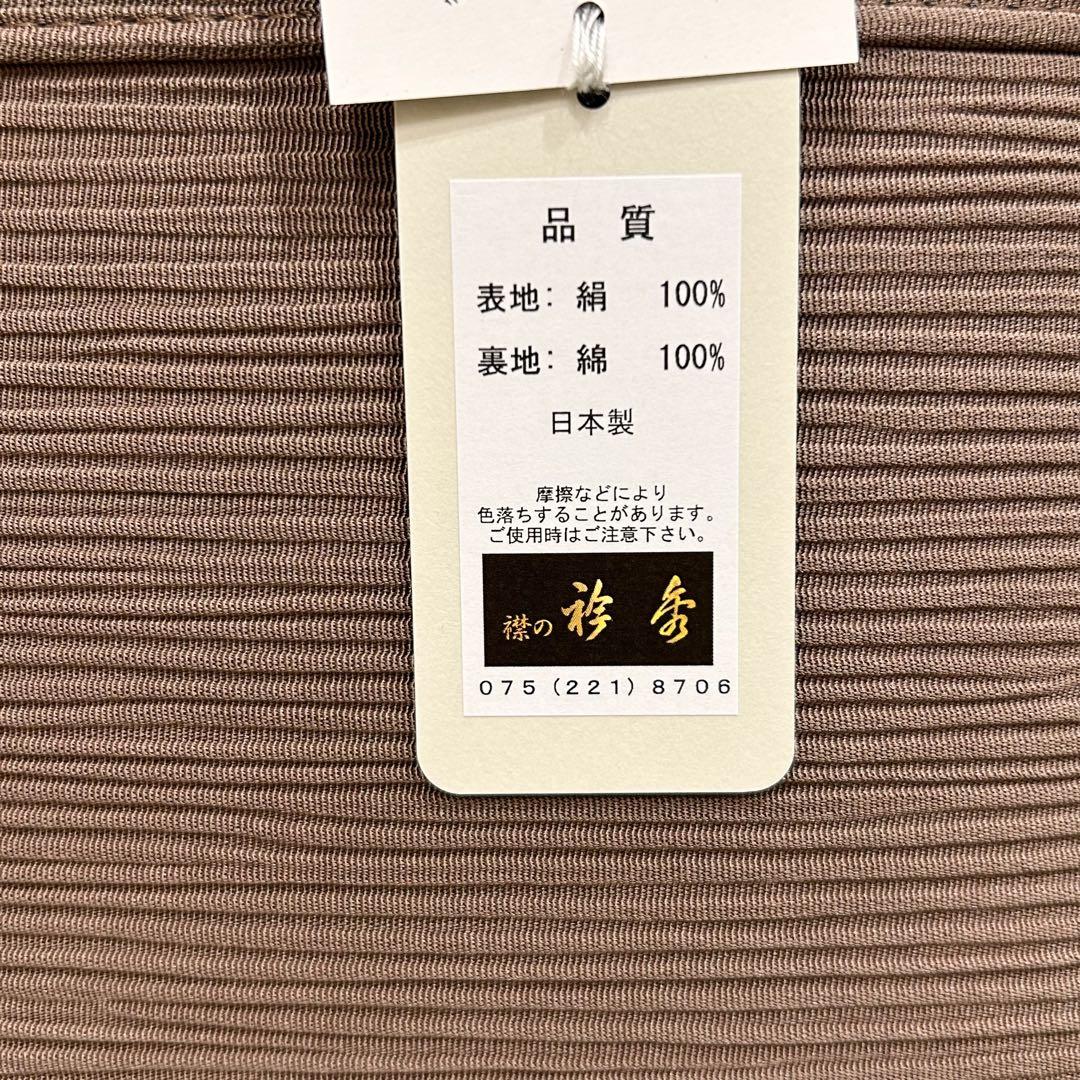 品 質
表地: 絹 100%
裏地: 綿 100%
日本製
摩擦などにより
色落ちすることがあります。
ご使用時はご注意下さい。
襟の 衿 秀
075(221)8706